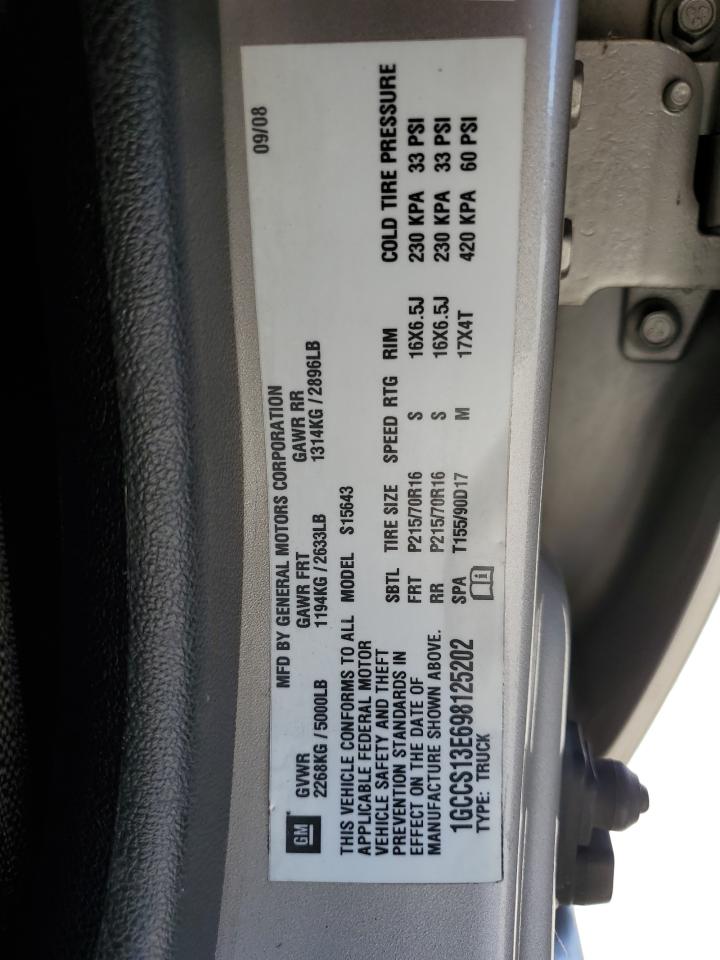 GM
MFD BY GENERAL MOTORS CORPORATION 09/08
GVWR GAWR FRT GAWR RR
2268KG / 5000LB 1194KG / 2633LB 1314KG / 2896LB
THIS VEHICLE CONFORMS TO ALL
APPLICABLE FEDERAL MOTOR
VEHICLE SAFETY AND THEFT
PREVENTION STANDARDS IN
EFFECT ON THE DATE OF
MANUFACTURE SHOWN ABOVE.
1GCCS13E698125202
TYPE: TRUCK
MODEL S15643
SBTL TIRE SIZE SPEED RTG RIM COLD TIRE PRESSURE
FRT P215/70R16 S 16X6.5J 230 KPA 33 PSI
RR P215/70R16 S 16X6.5J 230 KPA 33 PSI
SPA T155/90D17 M 17X4T 420 KPA 60 PSI